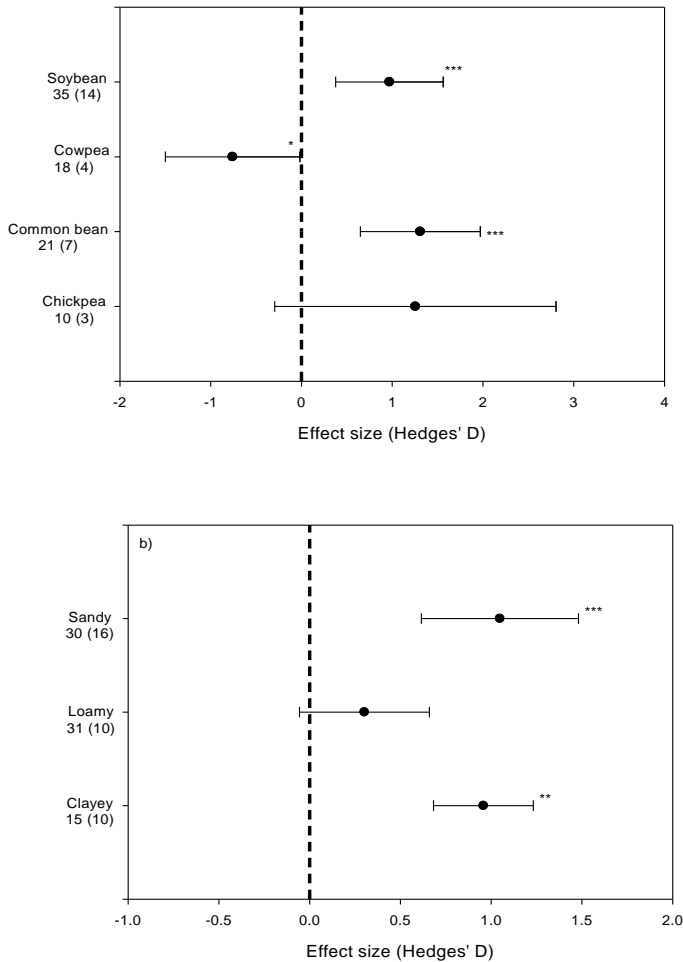 ***
Soybean
35 (14)
*
Cowpea
18 (4)
Common bean
***
21 (7)
Chickpea
10 (3)
-2 -1 0 1 2 3 4
Effect size (Hedges' D)
b)
Sandy
***
30 (16)
Loamy
31 (10)
**
Clayey
15 (10)
-1.0 -0.5 0.0 0.5 1.0 1.5 2.0
Effect size (Hedges' D)